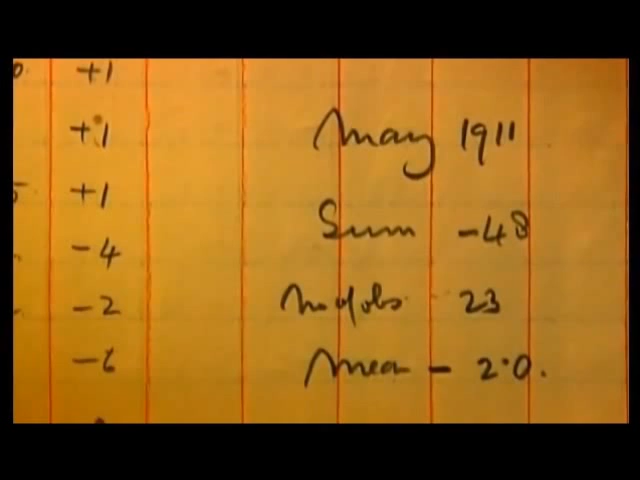 +1
+1
+1
-4
-2
-6
May 1911
Sum -48
No of obs 23
Mean - 2.0.